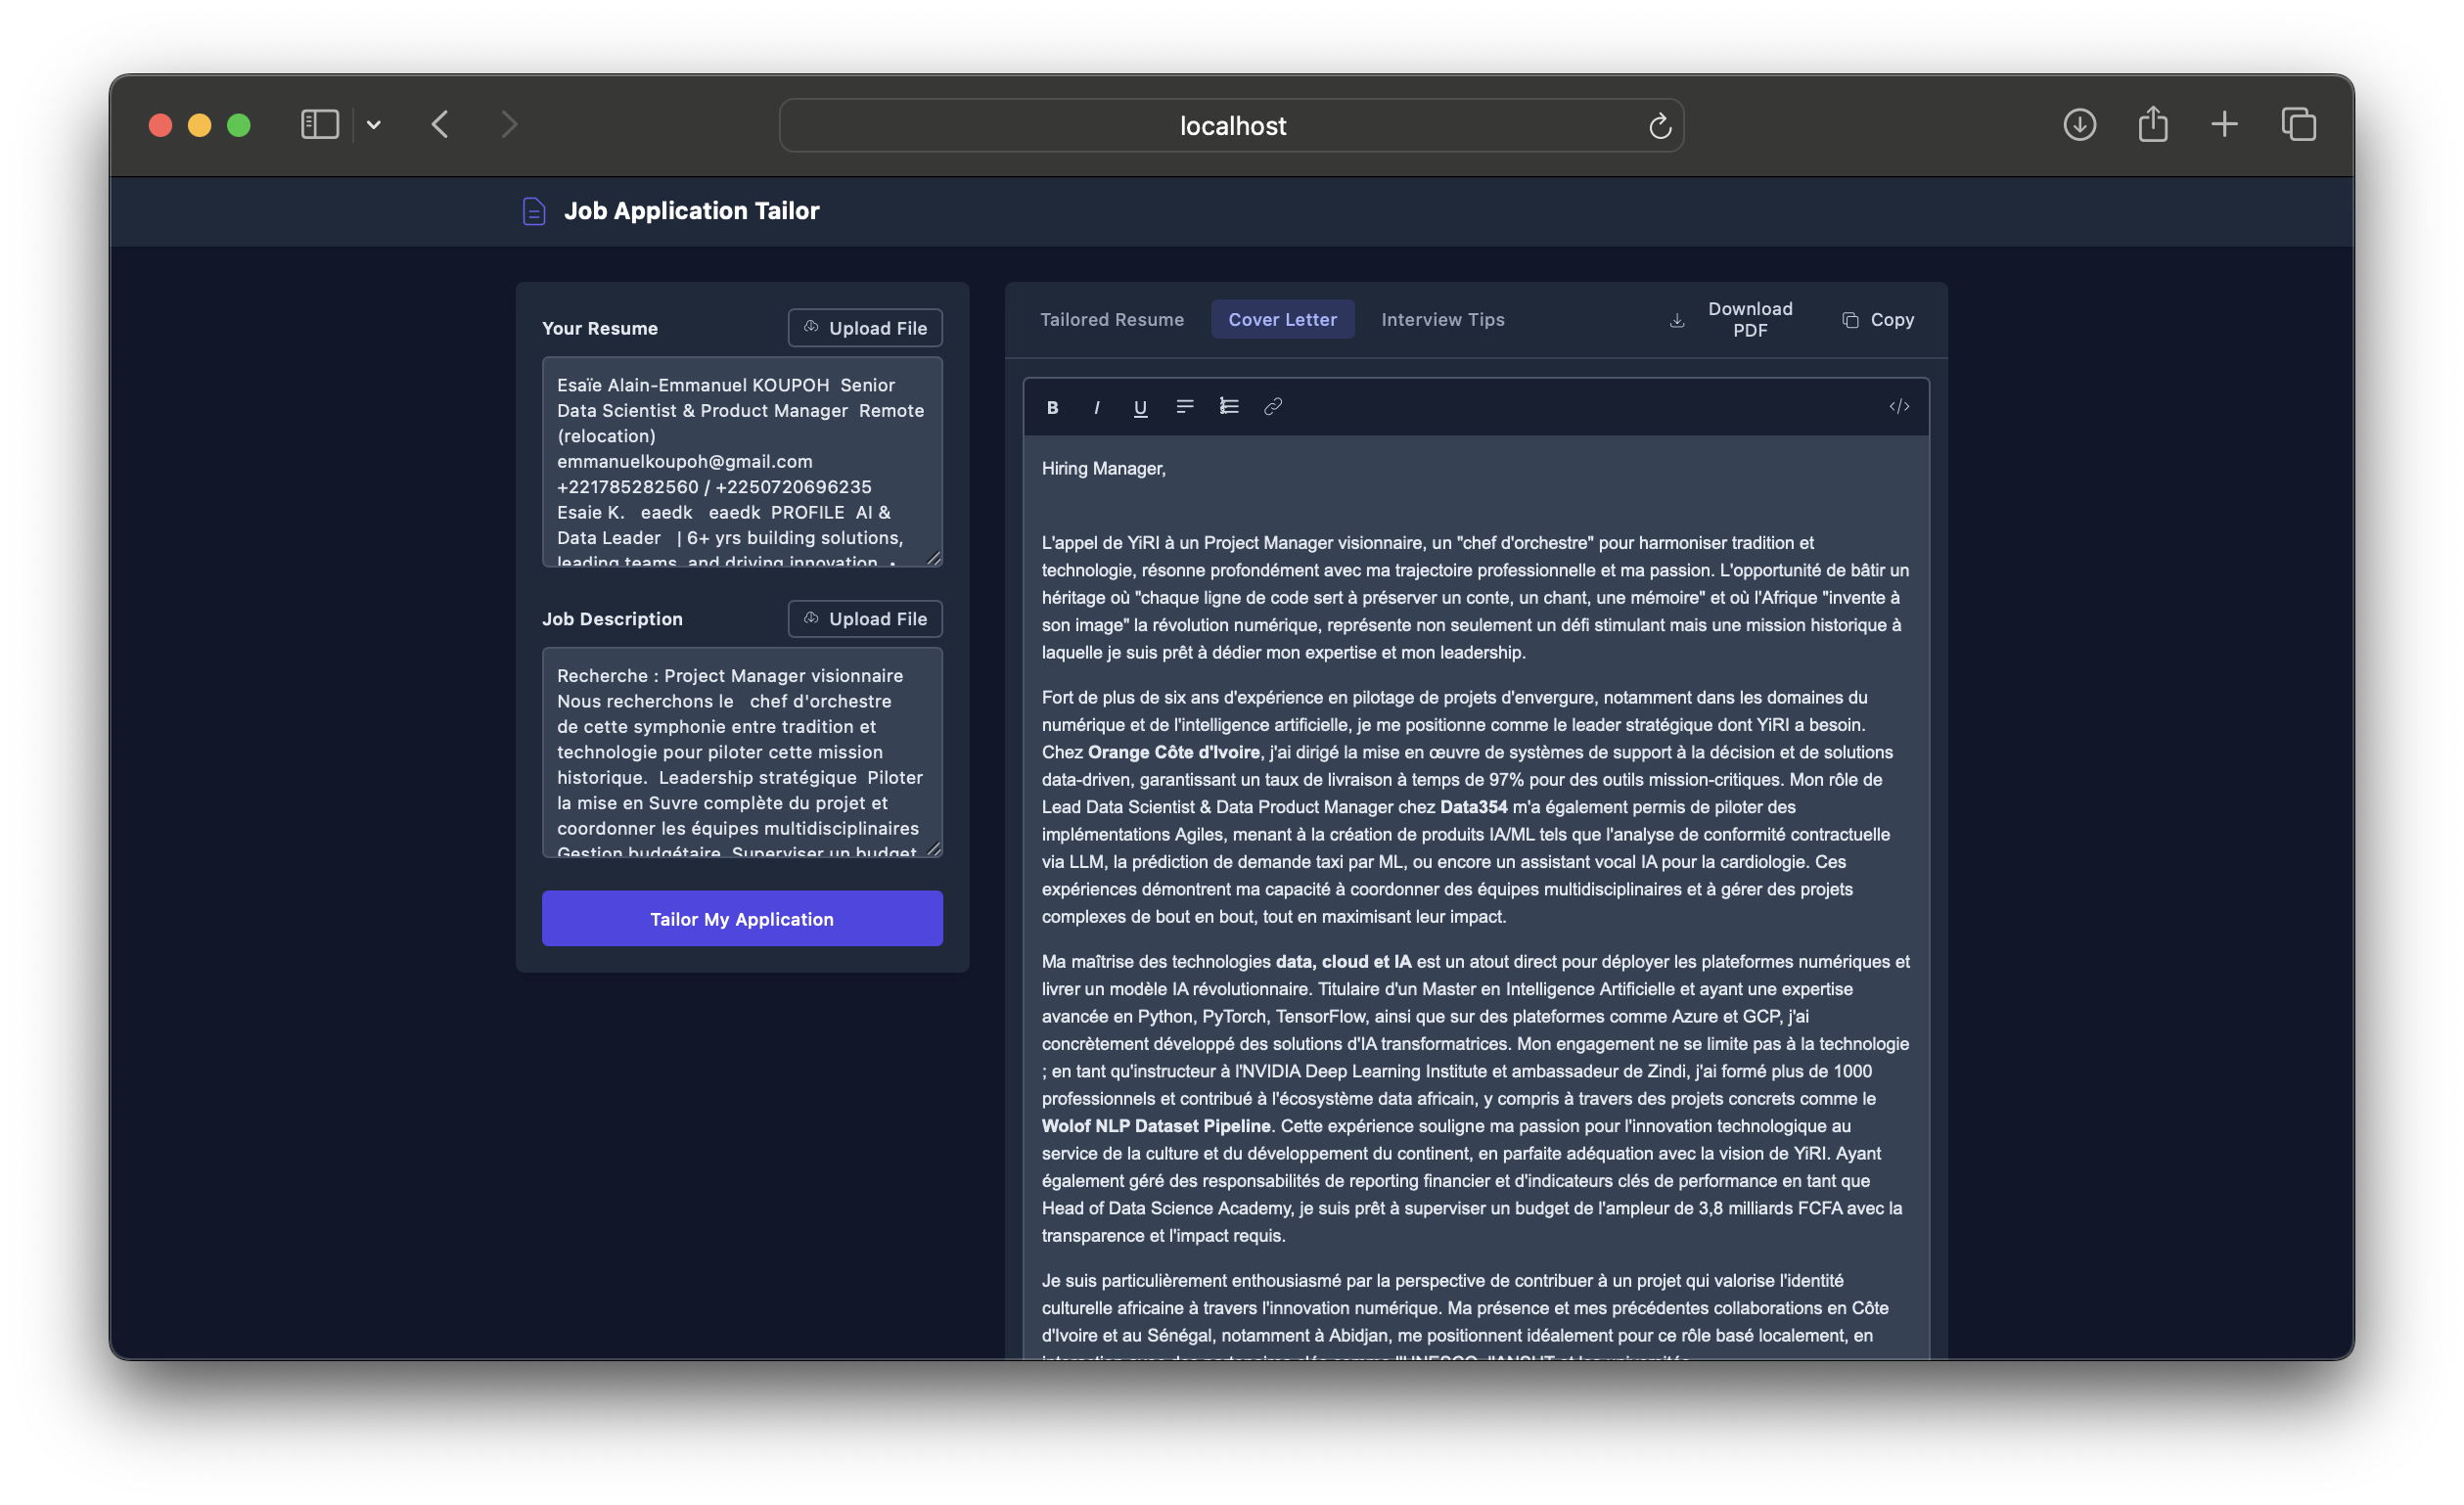 localhost
Job Application Tailor
Your Resume
Upload File
Esaïe Alain-Emmanuel KOUPOH  Senior
Data Scientist & Product Manager  Remote
(relocation)
emmanuelkoupoh@gmail.com
+221785282560 / +2250720696235
Esaie K.   eaedk   eaedk  PROFILE  AI &
Data Leader   | 6+ yrs building solutions,
leading teams, and driving innovation  •
Job Description
Upload File
Recherche : Project Manager visionnaire
Nous recherchons le   chef d'orchestre
de cette symphonie entre tradition et
technologie pour piloter cette mission
historique.  Leadership stratégique  Piloter
la mise en Suvre complète du projet et
coordonner les équipes multidisciplinaires
Gestion budgétaire  Superviser un budget
Tailor My Application
Tailored Resume
Cover Letter
Interview Tips
Download
PDF
Copy
B I U </>
Hiring Manager,
L'appel de YiRI à un Project Manager visionnaire, un "chef d'orchestre" pour harmoniser tradition et
technologie, résonne profondément avec ma trajectoire professionnelle et ma passion. L'opportunité de bâtir un
héritage où "chaque ligne de code sert à préserver un conte, un chant, une mémoire" et où l'Afrique "invente à
son image" la révolution numérique, représente non seulement un défi stimulant mais une mission historique à
laquelle je suis prêt à dédier mon expertise et mon leadership.
Fort de plus de six ans d'expérience en pilotage de projets d'envergure, notamment dans les domaines du
numérique et de l'intelligence artificielle, je me positionne comme le leader stratégique dont YiRI a besoin.
Chez Orange Côte d'Ivoire, j'ai dirigé la mise en œuvre de systèmes de support à la décision et de solutions
data-driven, garantissant un taux de livraison à temps de 97% pour des outils mission-critiques. Mon rôle de
Lead Data Scientist & Data Product Manager chez Data354 m'a également permis de piloter des
implémentations Agiles, menant à la création de produits IA/ML tels que l'analyse de conformité contractuelle
via LLM, la prédiction de demande taxi par ML, ou encore un assistant vocal IA pour la cardiologie. Ces
expériences démontrent ma capacité à coordonner des équipes multidisciplinaires et à gérer des projets
complexes de bout en bout, tout en maximisant leur impact.
Ma maîtrise des technologies data, cloud et IA est un atout direct pour déployer les plateformes numériques et
livrer un modèle IA révolutionnaire. Titulaire d'un Master en Intelligence Artificielle et ayant une expertise
avancée en Python, PyTorch, TensorFlow, ainsi que sur des plateformes comme Azure et GCP, j'ai
concrètement développé des solutions d'IA transformatrices. Mon engagement ne se limite pas à la technologie
; en tant qu'instructeur à l'NVIDIA Deep Learning Institute et ambassadeur de Zindi, j'ai formé plus de 1000
professionnels et contribué à l'écosystème data africain, y compris à travers des projets concrets comme le
Wolof NLP Dataset Pipeline. Cette expérience souligne ma passion pour l'innovation technologique au
service de la culture et du développement du continent, en parfaite adéquation avec la vision de YiRI. Ayant
également géré des responsabilités de reporting financier et d'indicateurs clés de performance en tant que
Head of Data Science Academy, je suis prêt à superviser un budget de l'ampleur de 3,8 milliards FCFA avec la
transparence et l'impact requis.
Je suis particulièrement enthousiasmé par la perspective de contribuer à un projet qui valorise l'identité
culturelle africaine à travers l'innovation numérique. Ma présence et mes précédentes collaborations en Côte
d'Ivoire et au Sénégal, notamment à Abidjan, me positionnent idéalement pour ce rôle basé localement, en